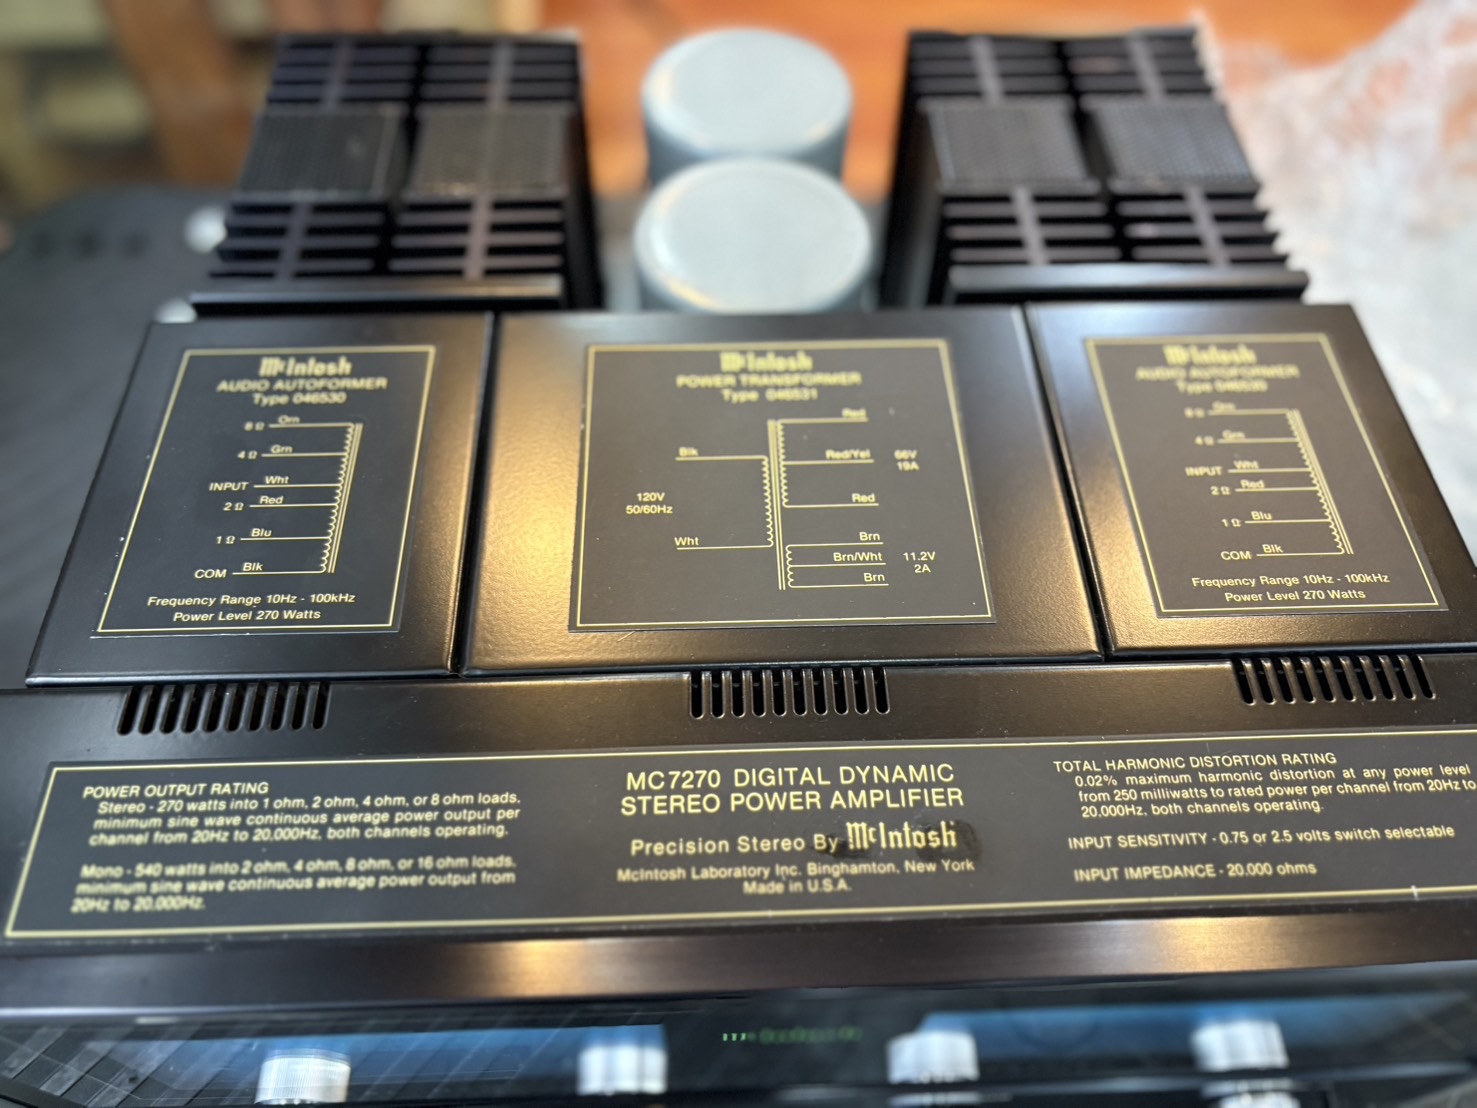 McIntosh
AUDIO AUTOFORMER
Type 046530
8 Ω Orn
4 Ω Grn
INPUT Wht
2 Ω Red
1 Ω Blu
COM Blk
Frequency Range 10Hz - 100kHz
Power Level 270 Watts
McIntosh
POWER TRANSFORMER
Type 046531
Red
Blk
Red/Yel 66V
19A
120V
50/60Hz
Red
Wht
Brn
Brn/Wht 11.2V
2A
Brn
McIntosh
AUDIO AUTOFORMER
Type 046530
8 Ω Orn
4 Ω Grn
INPUT Wht
2 Ω Red
1 Ω Blu
COM Blk
Frequency Range 10Hz - 100kHz
Power Level 270 Watts
POWER OUTPUT RATING
Stereo - 270 watts into 1 ohm, 2 ohm, 4 ohm, or 8 ohm loads,
minimum sine wave continuous average power output per
channel from 20Hz to 20,000Hz, both channels operating.
Mono - 540 watts into 2 ohm, 4 ohm, 8 ohm, or 16 ohm loads,
minimum sine wave continuous average power output from
20Hz to 20,000Hz.
MC7270 DIGITAL DYNAMIC
STEREO POWER AMPLIFIER
Precision Stereo By McIntosh
McIntosh Laboratory Inc. Binghamton, New York
Made in U.S.A.
TOTAL HARMONIC DISTORTION RATING
0.02% maximum harmonic distortion at any power level
from 250 milliwatts to rated power per channel from 20Hz to
20,000Hz, both channels operating.
INPUT SENSITIVITY - 0.75 or 2.5 volts switch selectable
INPUT IMPEDANCE - 20,000 ohms